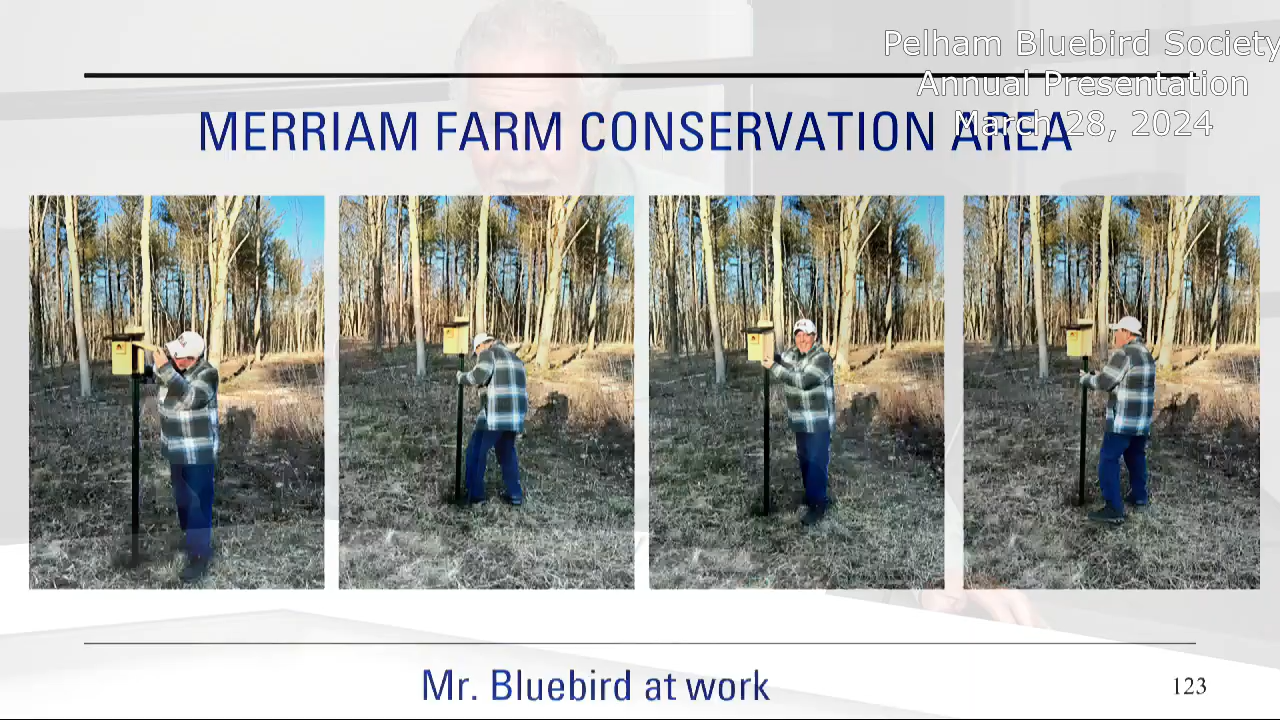 Pelham Bluebird Society
Annual Presentation
March 28, 2024
MERRIAM FARM CONSERVATION AREA
Mr. Bluebird at work
123